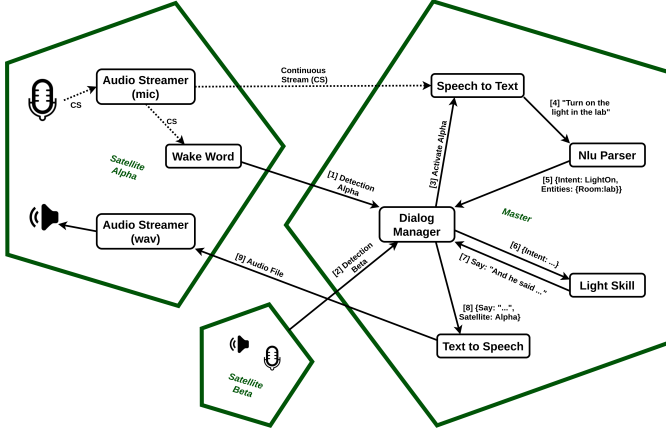 Audio Streamer
(mic)
CS
CS
Wake Word
Satellite
Alpha
Audio Streamer
(wav)
Continuous
Stream (CS)
Speech to Text
[4] "Turn on the
light in the lab"
[3] Activate Alpha
Nlu Parser
[1] Detection
Alpha
[5] {Intent: LightOn,
Entities: {Room:lab}}
Dialog
Manager
Master
[6] {Intent: ...}
[7] Say: "And he said ..."
[2] Detection
Beta
[9] Audio File
Light Skill
[8] {Say: "...",
Satellite: Alpha}
Text to Speech
Satellite
Beta